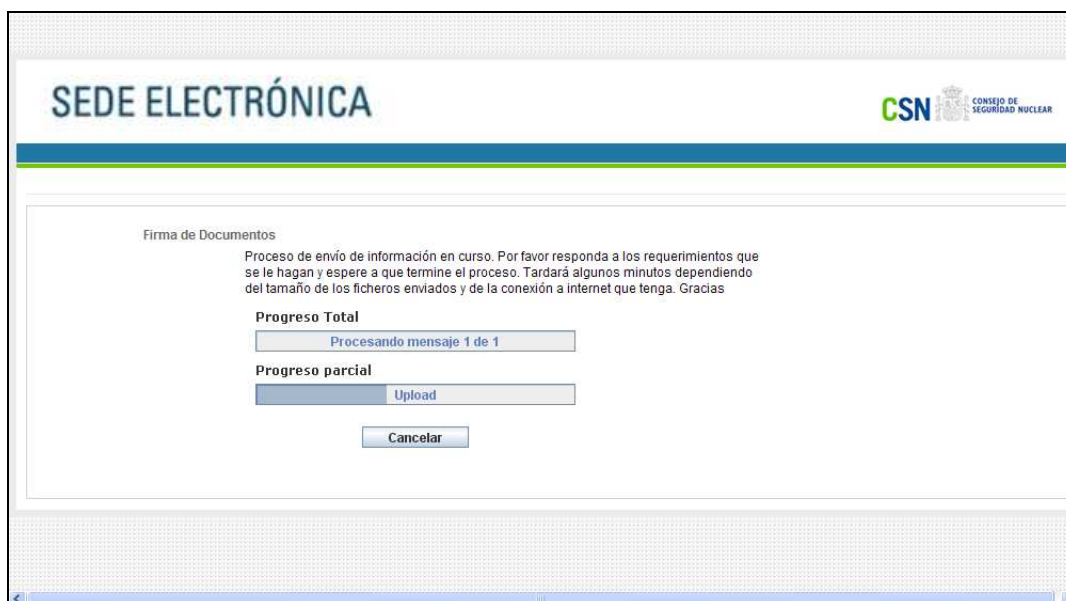 SEDE ELECTRÓNICA
CSN
CONSEJO DE
SEGURIDAD NUCLEAR
Firma de Documentos
Proceso de envío de información en curso. Por favor responda a los requerimientos que
se le hagan y espere a que termine el proceso. Tardará algunos minutos dependiendo
del tamaño de los ficheros enviados y de la conexión a internet que tenga. Gracias
Progreso Total
Procesando mensaje 1 de 1
Progreso parcial
Upload
Cancelar